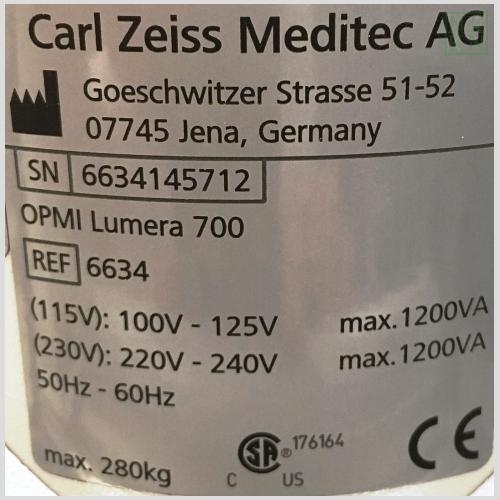 Carl Zeiss Meditec AG
Goeschwitzer Strasse 51-52
07745 Jena, Germany
SN 6634145712
OPMI Lumera 700
REF 6634
(115V): 100V - 125V max. 1200VA
(230V): 220V - 240V max. 1200VA
50Hz - 60Hz
max. 280kg
C SA ® US 176164
CE